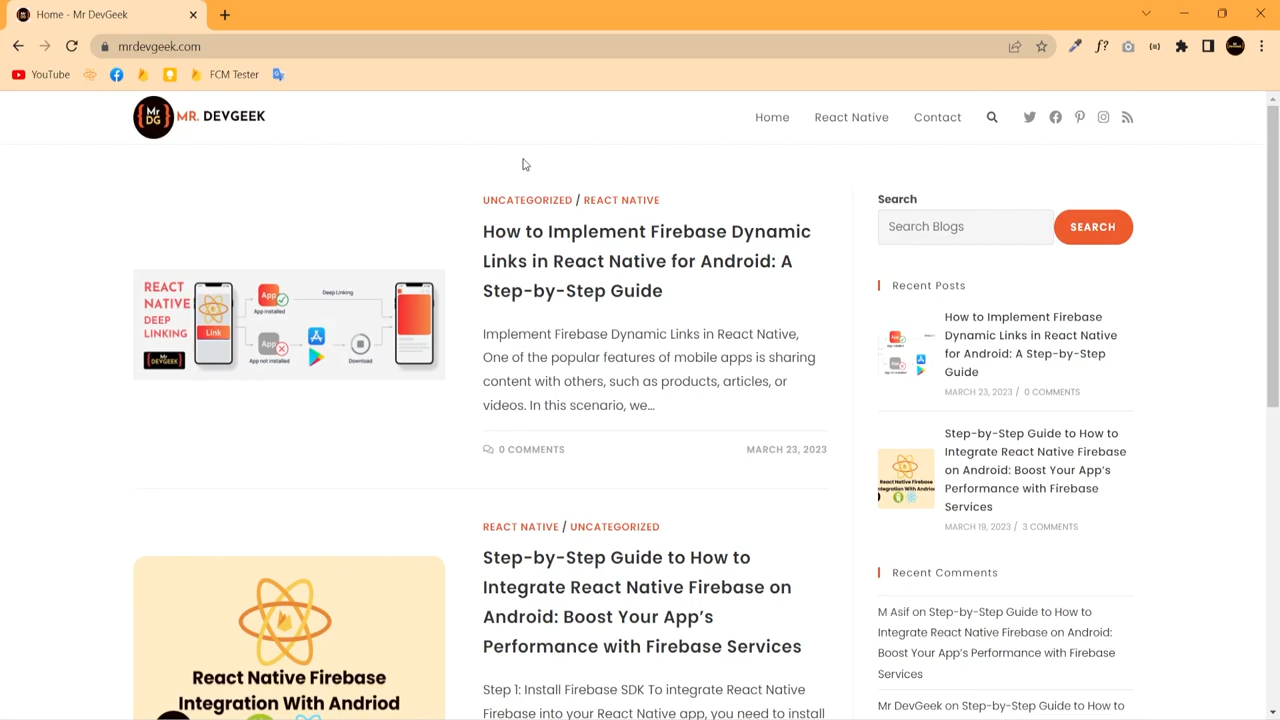 Home - Mr DevGeek
mrdevgeek.com
YouTube
FCM Tester
Mr
DG
MR. DEVGEEK
Home
React Native
Contact
UNCATEGORIZED / REACT NATIVE
How to Implement Firebase Dynamic
Links in React Native for Android: A
Step-by-Step Guide
Implement Firebase Dynamic Links in React Native,
One of the popular features of mobile apps is sharing
content with others, such as products, articles, or
videos. In this scenario, we...
0 COMMENTS
MARCH 23, 2023
REACT
NATIVE
DEEP
LINKING
Link
App
App installed
Deep Linking
App
App not installed
Download
Mr
DEVGEEK
REACT NATIVE / UNCATEGORIZED
Step-by-Step Guide to How to
Integrate React Native Firebase on
Android: Boost Your App's
Performance with Firebase Services
Step 1: Install Firebase SDK To integrate React Native
Firebase into your React Native app, you need to install
React Native Firebase
Integration With Andriod
Search
Search Blogs
SEARCH
Recent Posts
How to Implement Firebase
Dynamic Links in React Native
for Android: A Step-by-Step
Guide
MARCH 23, 2023 / 0 COMMENTS
Step-by-Step Guide to How to
Integrate React Native Firebase
on Android: Boost Your App's
Performance with Firebase
Services
MARCH 19, 2023 / 3 COMMENTS
React Native Firebase
Recent Comments
M Asif on Step-by-Step Guide to How to
Integrate React Native Firebase on Android:
Boost Your App's Performance with Firebase
Services
Mr DevGeek on Step-by-Step Guide to How to